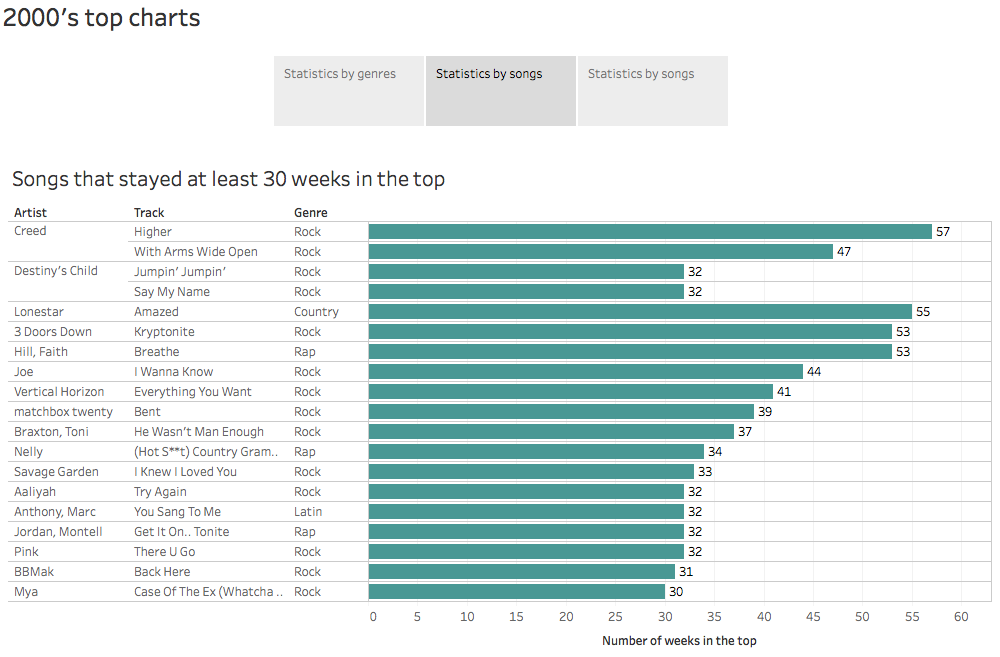 2000's top charts
Statistics by genres Statistics by songs Statistics by songs
Songs that stayed at least 30 weeks in the top
Artist Track Genre
Creed Higher Rock 57
With Arms Wide Open Rock 47
Destiny's Child Jumpin' Jumpin' Rock 32
Say My Name Rock 32
Lonestar Amazed Country 55
3 Doors Down Kryptonite Rock 53
Hill, Faith Breathe Rap 53
Joe I Wanna Know Rock 44
Vertical Horizon Everything You Want Rock 41
matchbox twenty Bent Rock 39
Braxton, Toni He Wasn't Man Enough Rock 37
Nelly (Hot S**t) Country Gram.. Rap 34
Savage Garden I Knew I Loved You Rock 33
Aaliyah Try Again Rock 32
Anthony, Marc You Sang To Me Latin 32
Jordan, Montell Get It On.. Tonite Rap 32
Pink There U Go Rock 32
BBMak Back Here Rock 31
Mya Case Of The Ex (Whatcha .. Rock 30
0 5 10 15 20 25 30 35 40 45 50 55 60
Number of weeks in the top